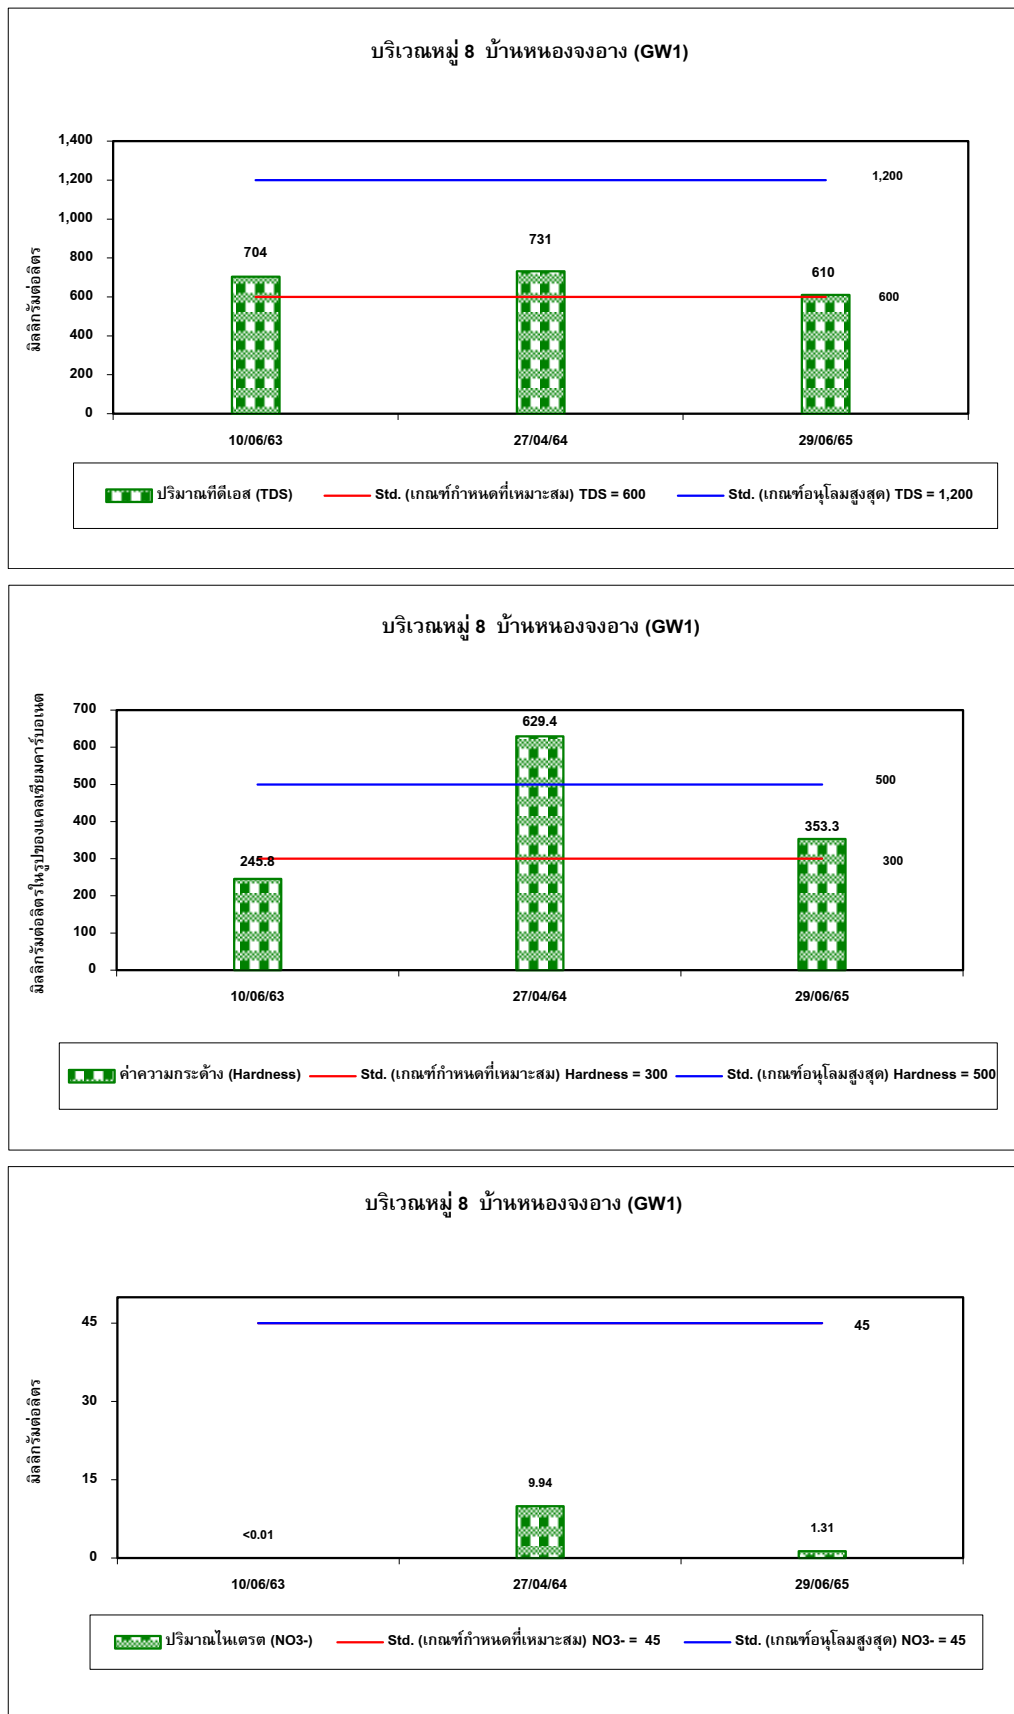 บริเวณหมู่ 8 บ้านหนองจงอาง (GW1)
มิลลิกรัมต่อลิตร
1,400
1,200
1,000
800
600
400
200
0
704
731
610
1,200
600
10/06/63
27/04/64
29/06/65
ปริมาณทีดีเอส (TDS)
Std. (เกณฑ์กำหนดที่เหมาะสม) TDS = 600
Std. (เกณฑ์อนุโลมสูงสุด) TDS = 1,200
บริเวณหมู่ 8 บ้านหนองจงอาง (GW1)
มิลลิกรัมต่อลิตรในรูปของแคลเซียมคาร์บอเนต
700
600
500
400
300
200
100
0
245.8
629.4
353.3
500
300
10/06/63
27/04/64
29/06/65
ค่าความกระด้าง (Hardness)
Std. (เกณฑ์กำหนดที่เหมาะสม) Hardness = 300
Std. (เกณฑ์อนุโลมสูงสุด) Hardness = 500
บริเวณหมู่ 8 บ้านหนองจงอาง (GW1)
มิลลิกรัมต่อลิตร
45
30
15
0
<0.01
9.94
1.31
45
10/06/63
27/04/64
29/06/65
ปริมาณไนเตรต (NO3-)
Std. (เกณฑ์กำหนดที่เหมาะสม) NO3- = 45
Std. (เกณฑ์อนุโลมสูงสุด) NO3- = 45